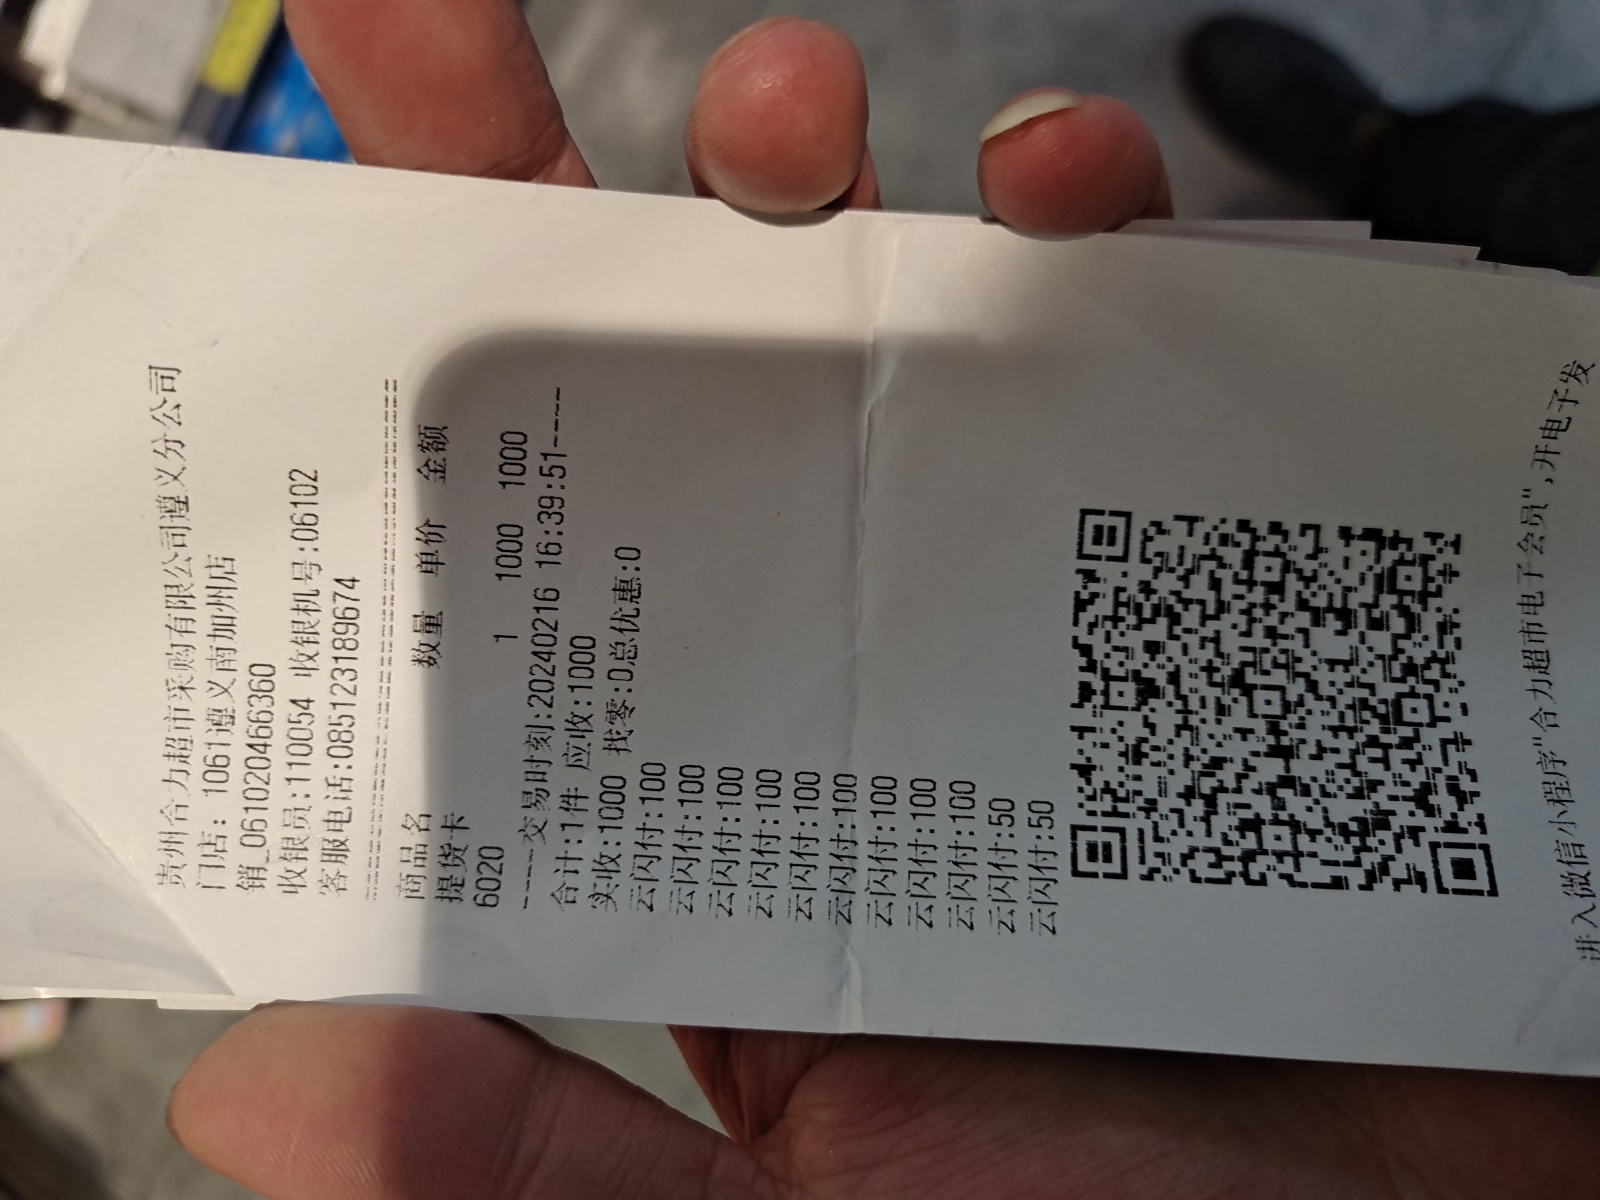 贵州合力超市采购有限公司遵义分公司
门店: 1061遵义南加州店
销_061020466360
收银员:110054 收银机号:06102
客服电话:085123189674
商品名 数量 单价 金额
提货卡
6020 1 1000 1000
-----交易时刻:20240216 16:39:51----
合计:1件 应收:1000
实收:1000 找零:0总优惠:0
云闪付:100
云闪付:100
云闪付:100
云闪付:100
云闪付:100
云闪付:100
云闪付:100
云闪付:100
云闪付:100
云闪付:50
云闪付:50
进入微信小程序"合力超市电子会员",开电子发